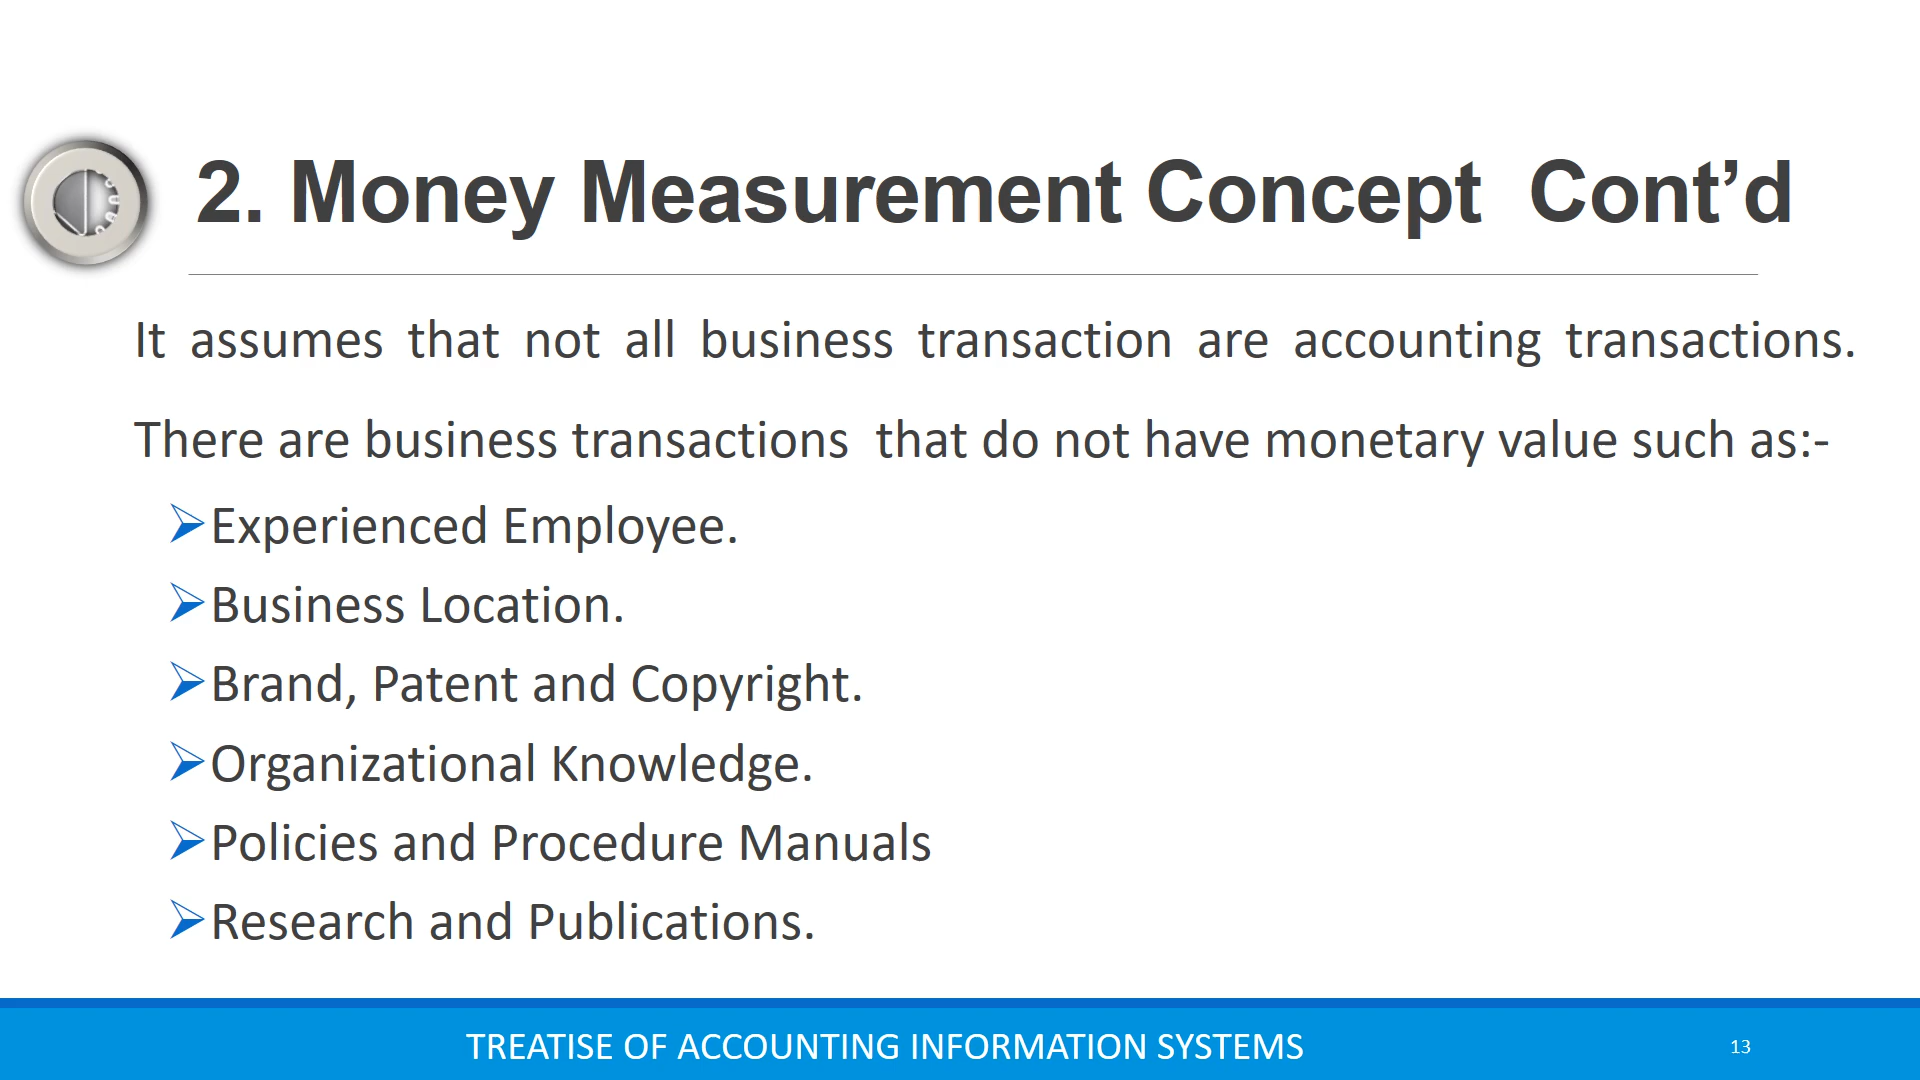 2. Money Measurement Concept  Cont’d
It assumes that not all business transaction are accounting transactions.
There are business transactions  that do not have monetary value such as:-
➢Experienced Employee.
➢Business Location.
➢Brand, Patent and Copyright.
➢Organizational Knowledge.
➢Policies and Procedure Manuals
➢Research and Publications.
TREATISE OF ACCOUNTING INFORMATION SYSTEMS
13